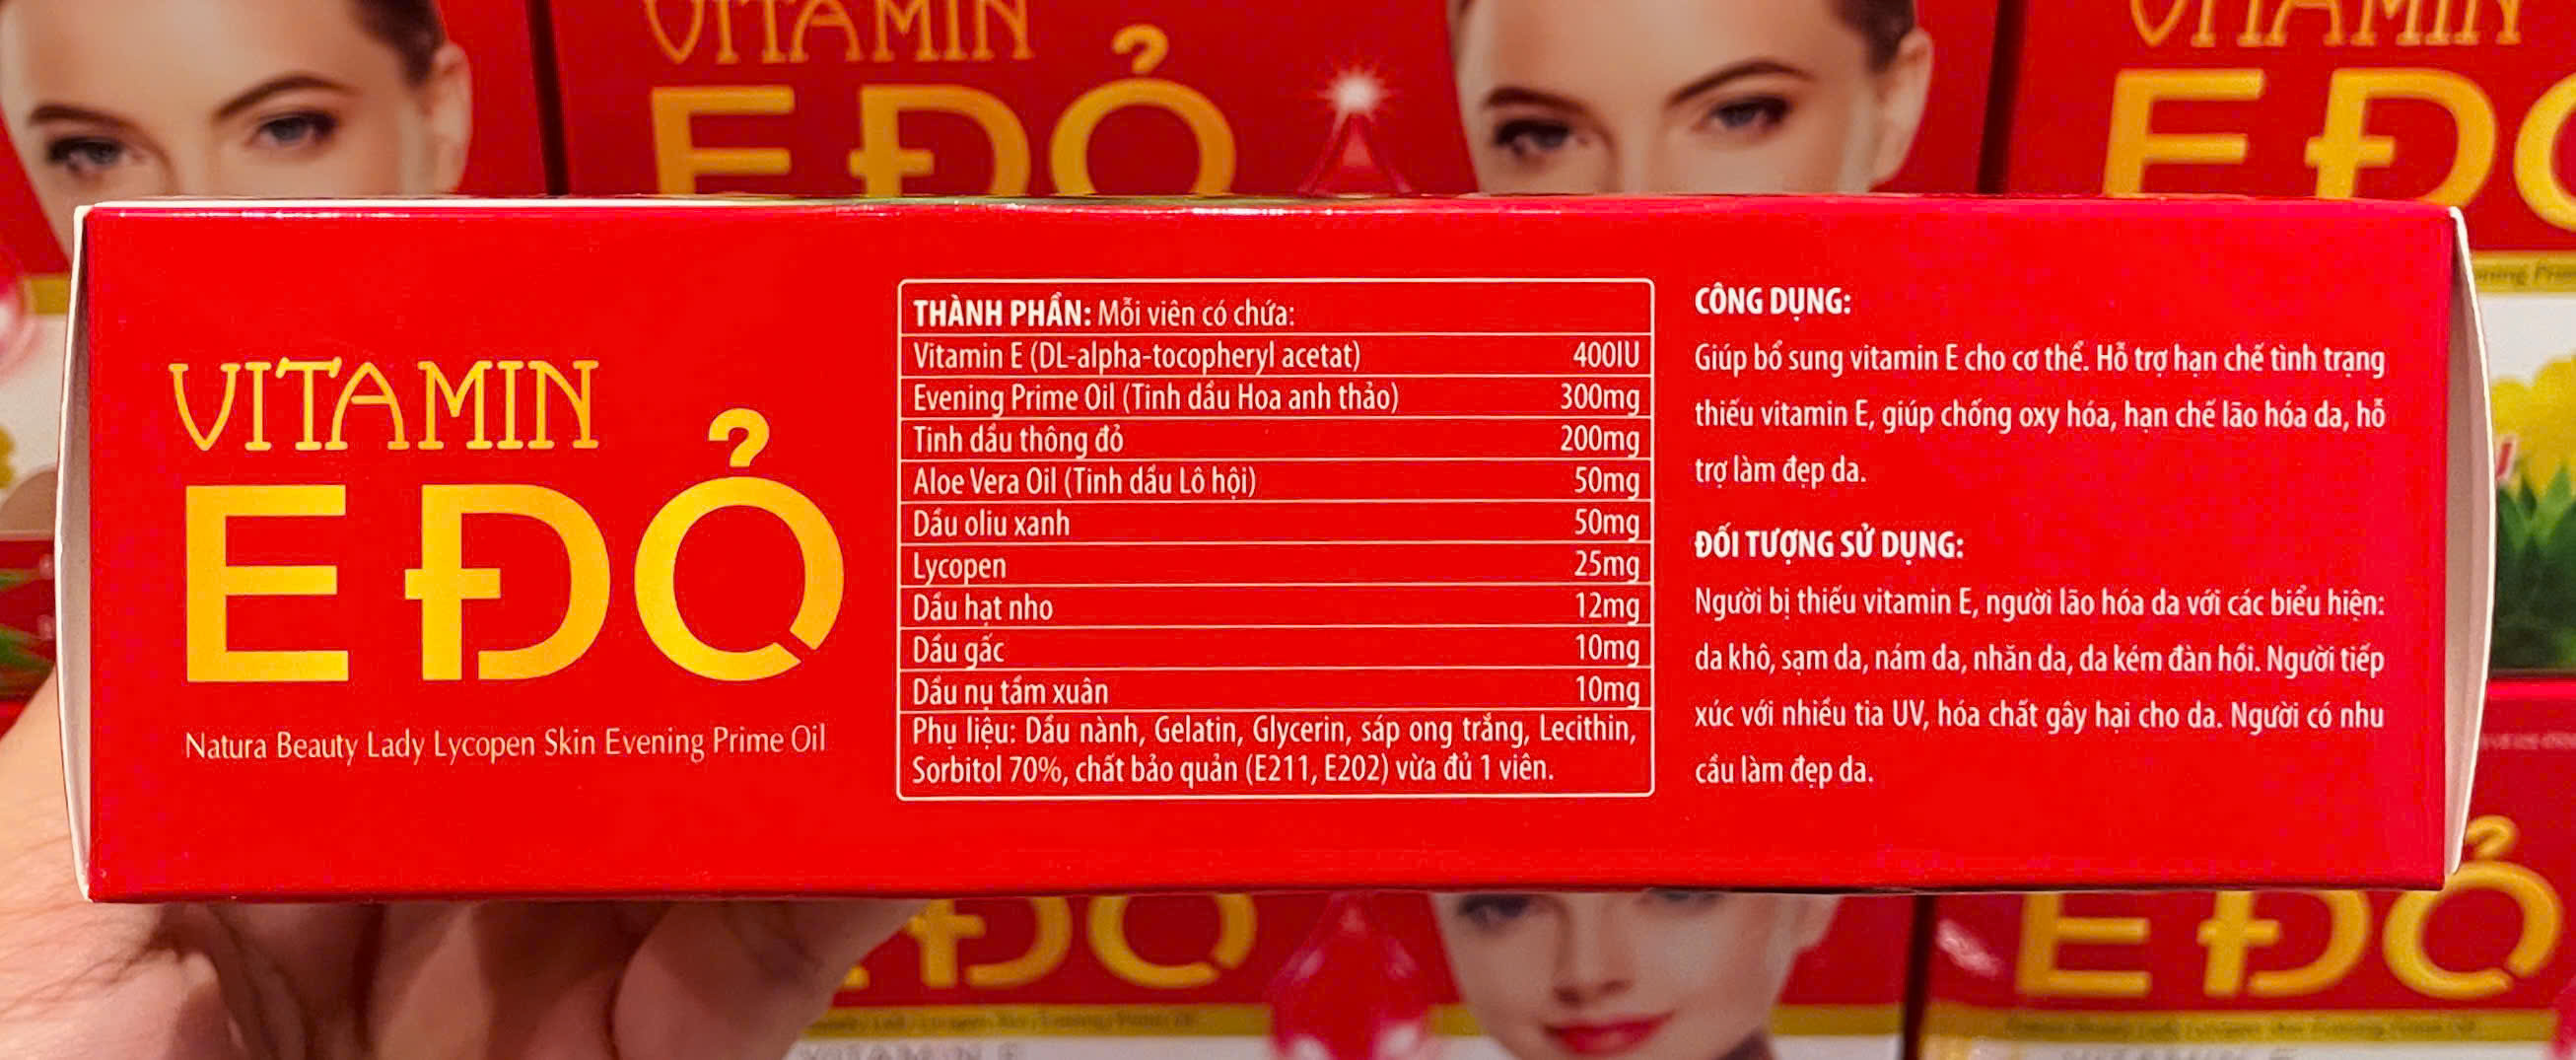 VITAMIN
E ĐỎ
VITAMIN
E Đ
VITAMIN
E ĐỎ
Natura Beauty Lady Lycopen Skin Evening Prime Oil
THÀNH PHẦN: Mỗi viên có chứa:
Vitamin E (DL-alpha-tocopheryl acetat) 400IU
Evening Prime Oil (Tinh dầu Hoa anh thảo) 300mg
Tinh dầu thông đỏ 200mg
Aloe Vera Oil (Tinh dầu Lô hội) 50mg
Dầu oliu xanh 50mg
Lycopen 25mg
Dầu hạt nho 12mg
Dầu gấc 10mg
Dầu nụ tầm xuân 10mg
Phụ liệu: Dầu nành, Gelatin, Glycerin, sáp ong trắng, Lecithin,
Sorbitol 70%, chất bảo quản (E211, E202) vừa đủ 1 viên.
CÔNG DỤNG:
Giúp bổ sung vitamin E cho cơ thể. Hỗ trợ hạn chế tình trạng
thiếu vitamin E, giúp chống oxy hóa, hạn chế lão hóa da, hỗ
trợ làm đẹp da.
ĐỐI TƯỢNG SỬ DỤNG:
Người bị thiếu vitamin E, người lão hóa da với các biểu hiện:
da khô, sạm da, nám da, nhăn da, da kém đàn hồi. Người tiếp
xúc với nhiều tia UV, hóa chất gây hại cho da. Người có nhu
cầu làm đẹp da.
E ĐỎ
E ĐỎ